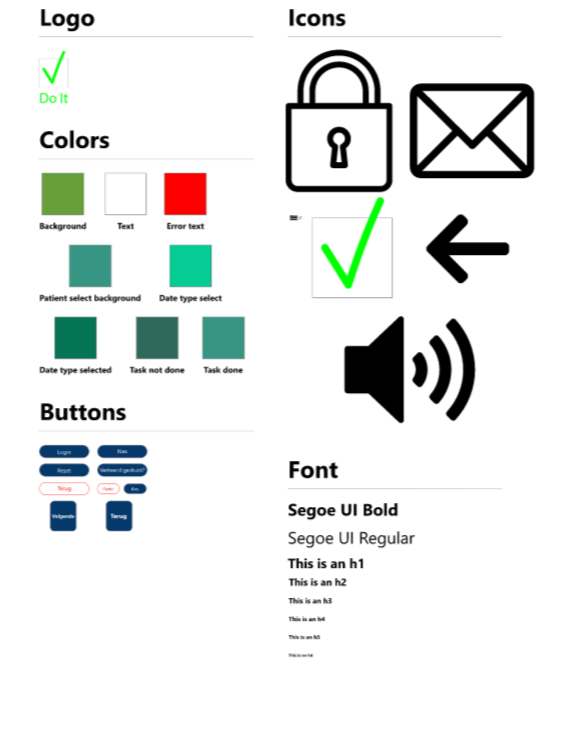 Logo
Do It
Colors
Background
Text
Error text
Patient select background
Date type select
Date type selected
Task not done
Task done
Buttons
Login
Kies
Reset
Verkeerd gedrukt?
Terug
Kies
Volgende
Terug
Icons
Font
Segoe UI Bold
Segoe UI Regular
This is an h1
This is an h2
This is an h3
This is an h4
This is an h5
This is an h6